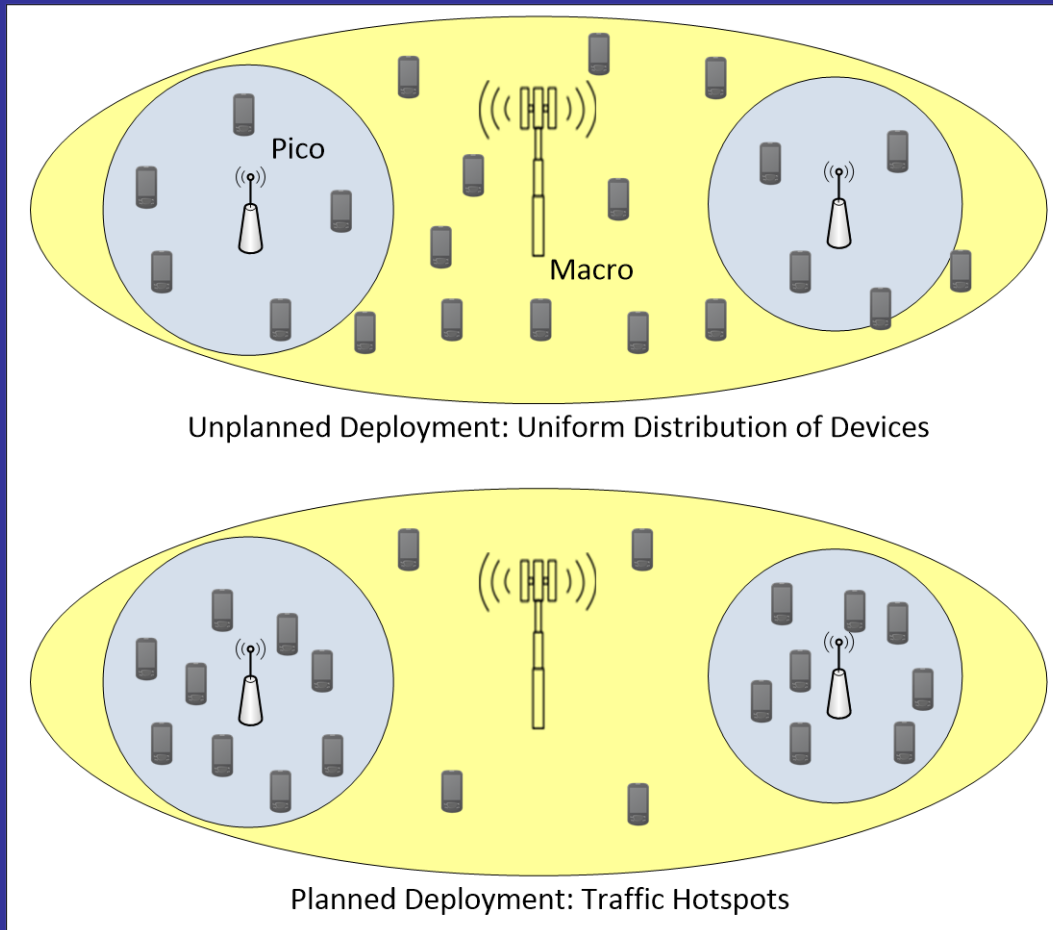 Pico
Macro
Unplanned Deployment: Uniform Distribution of Devices
Planned Deployment: Traffic Hotspots